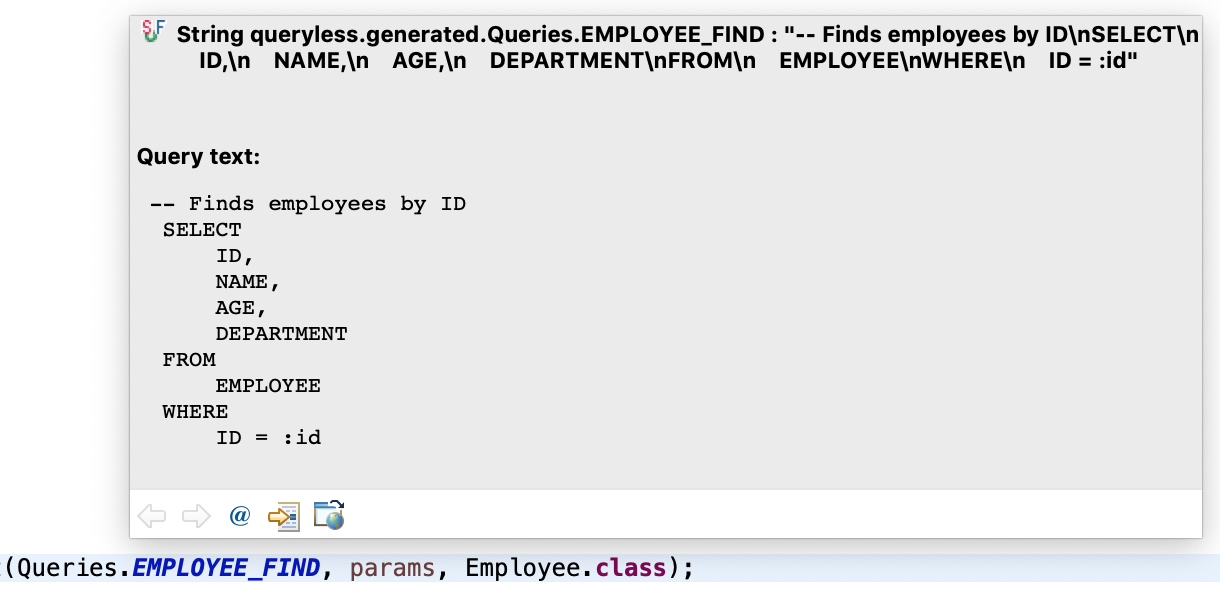 S F String queryless.generated.Queries.EMPLOYEE_FIND : "-- Finds employees by ID\nSELECT\n
ID,\n    NAME,\n    AGE,\n    DEPARTMENT\nFROM\n    EMPLOYEE\nWHERE\n    ID = :id"
Query text:
-- Finds employees by ID
SELECT
    ID,
    NAME,
    AGE,
    DEPARTMENT
FROM
    EMPLOYEE
WHERE
    ID = :id
@
(Queries.EMPLOYEE_FIND, params, Employee.class);